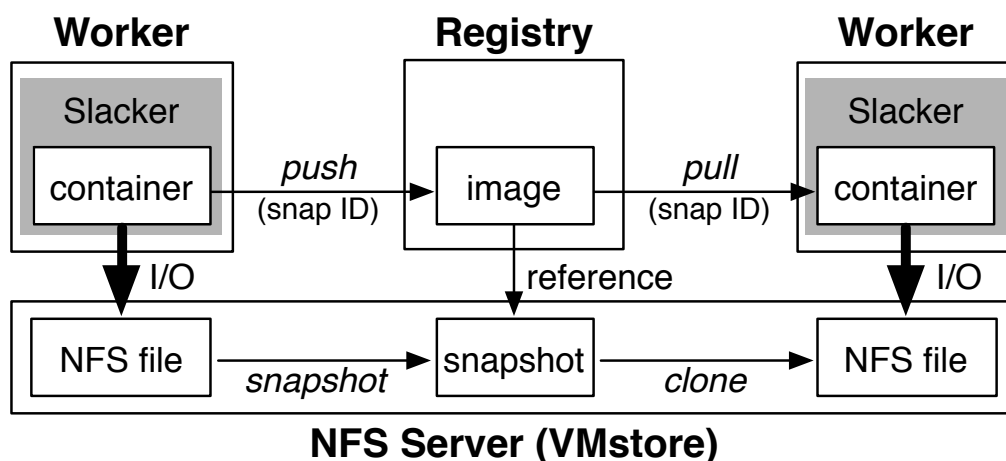 Worker
Registry
Worker
Slacker
Slacker
container
push
(snap ID)
image
pull
(snap ID)
container
I/O
reference
I/O
NFS file
snapshot
snapshot
clone
NFS file
NFS Server (VMstore)